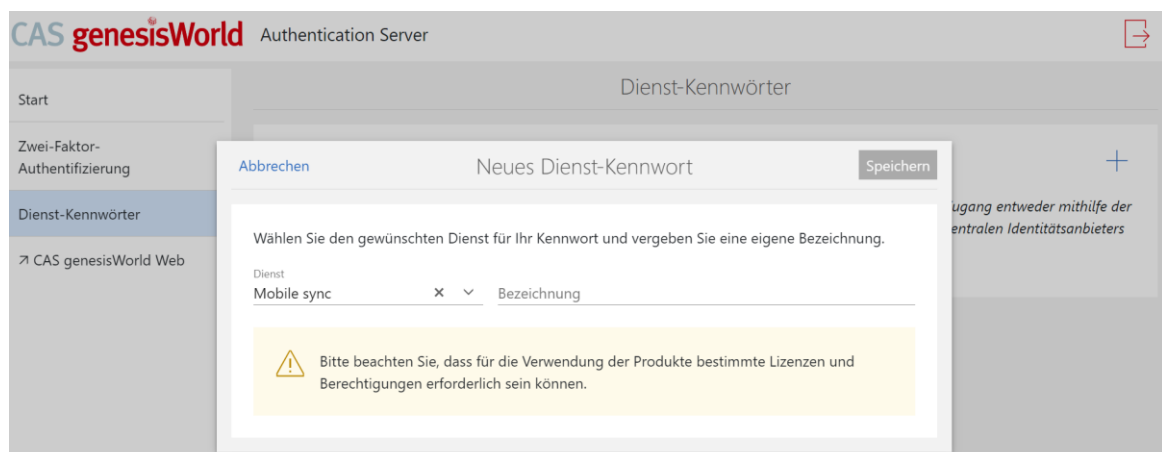 CAS genesisWorld Authentication Server
Dienst-Kennwörter
Start
Zwei-Faktor-
Authentifizierung
Dienst-Kennwörter
CAS genesisWorld Web
ugang entweder mithilfe der
entralen Identitätsanbieters
Abbrechen
Neues Dienst-Kennwort
Speichern
Wählen Sie den gewünschten Dienst für Ihr Kennwort und vergeben Sie eine eigene Bezeichnung.
Dienst
Mobile sync
Bezeichnung
Bitte beachten Sie, dass für die Verwendung der Produkte bestimmte Lizenzen und
Berechtigungen erforderlich sein können.